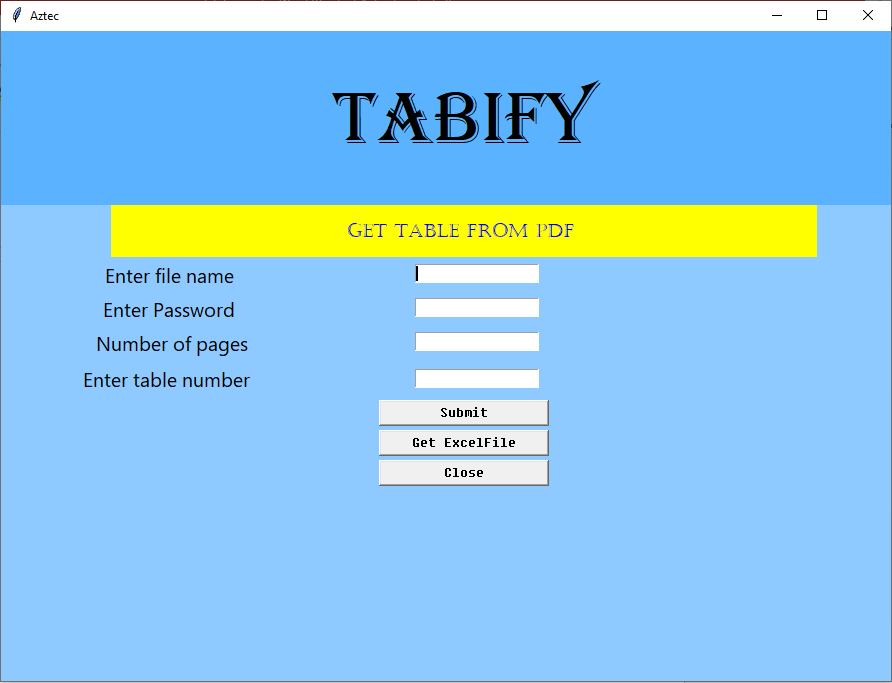 Aztec
TABIFY
GET TABLE FROM PDF
Enter file name
Enter Password
Number of pages
Enter table number
Submit
Get ExcelFile
Close